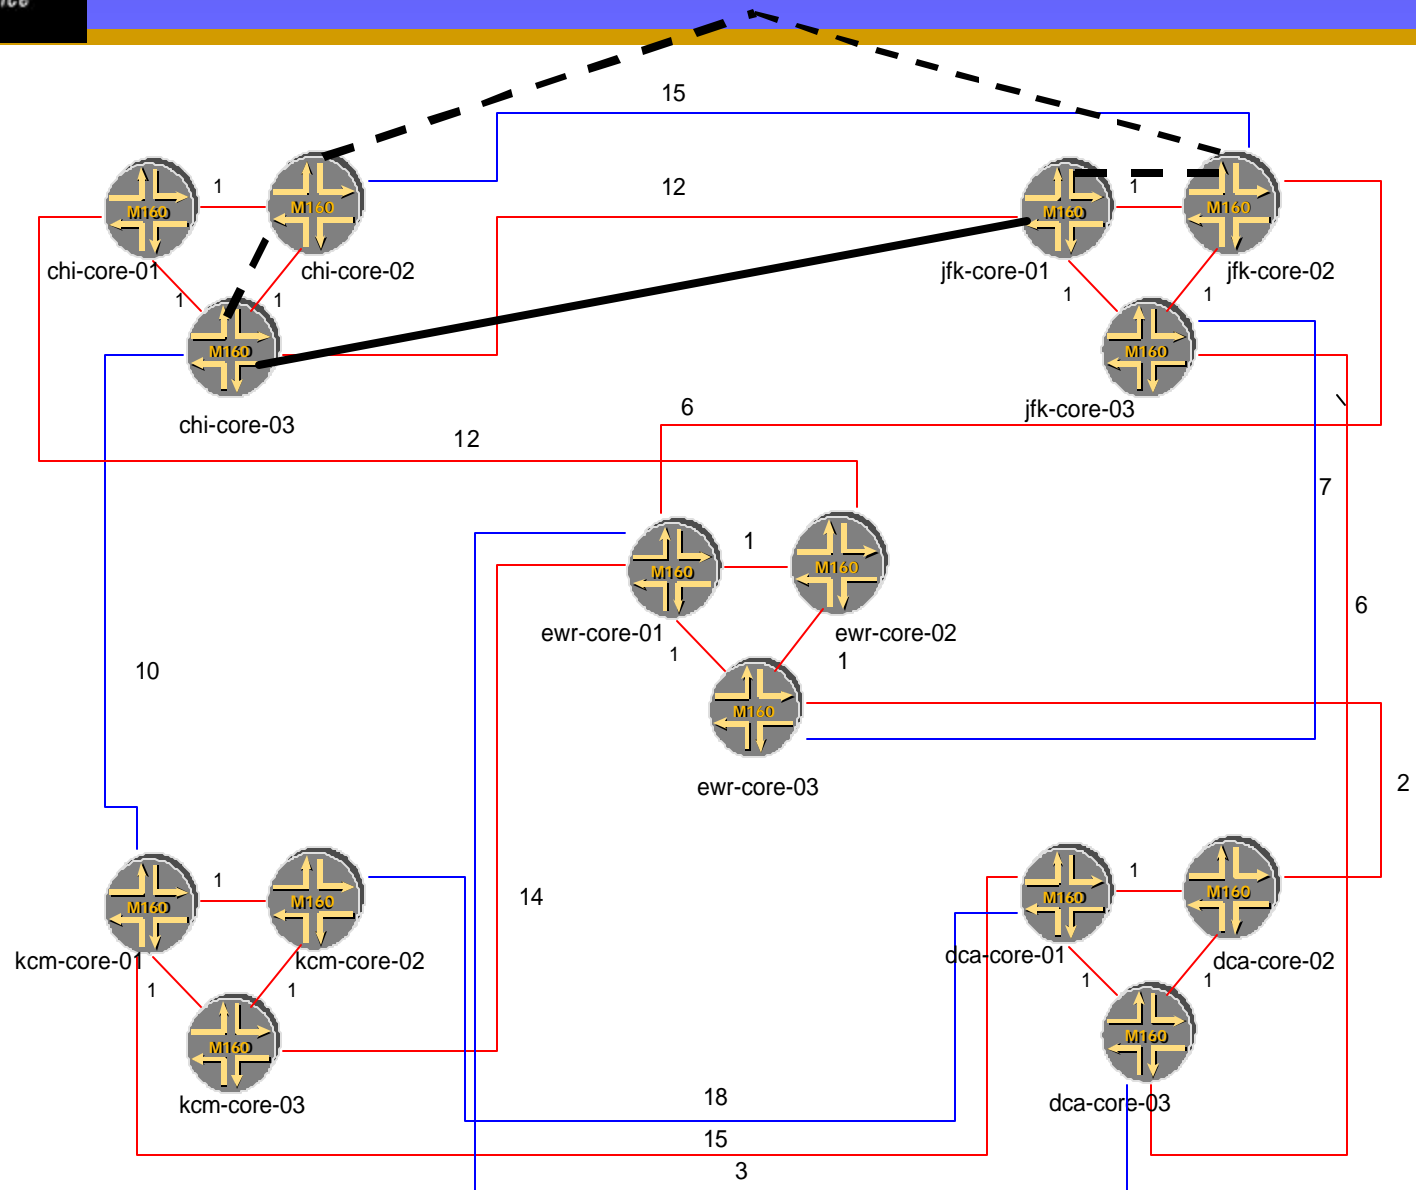 15
1
12
1
M160
M160
M160
M160
chi-core-01
chi-core-02
jfk-core-01
jfk-core-02
1
1
1
1
M160
M160
chi-core-03
jfk-core-03
6
12
7
1
M160
M160
6
ewr-core-01
ewr-core-02
1
1
10
M160
ewr-core-03
2
1
1
14
M160
M160
M160
M160
kcm-core-01
kcm-core-02
dca-core-01
dca-core-02
1
1
1
1
M160
M160
kcm-core-03
dca-core-03
18
15
3